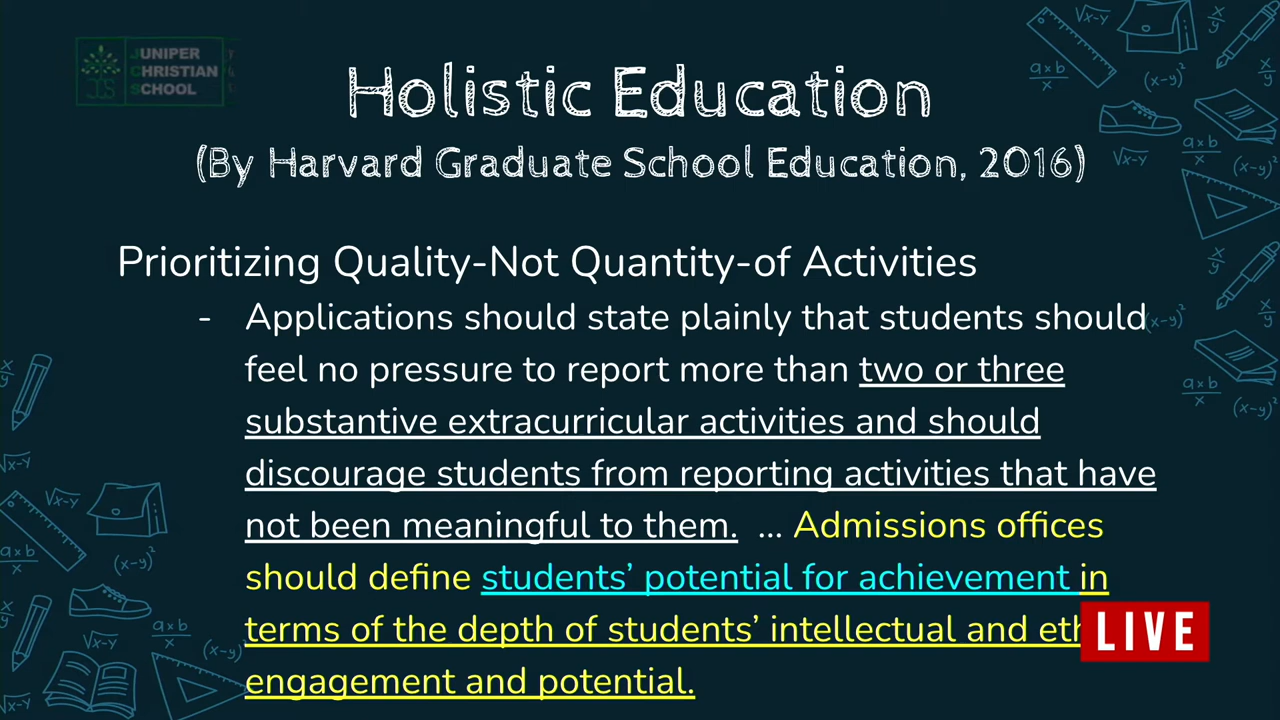 JUNIPER
CHRISTIAN
SCHOOL
Holistic Education
(By Harvard Graduate School Education, 2016)
Prioritizing Quality-Not Quantity-of Activities
- Applications should state plainly that students should
feel no pressure to report more than two or three
substantive extracurricular activities and should
discourage students from reporting activities that have
not been meaningful to them. ... Admissions offices
should define students' potential for achievement in
terms of the depth of students' intellectual and
engagement and potential.
LIVE